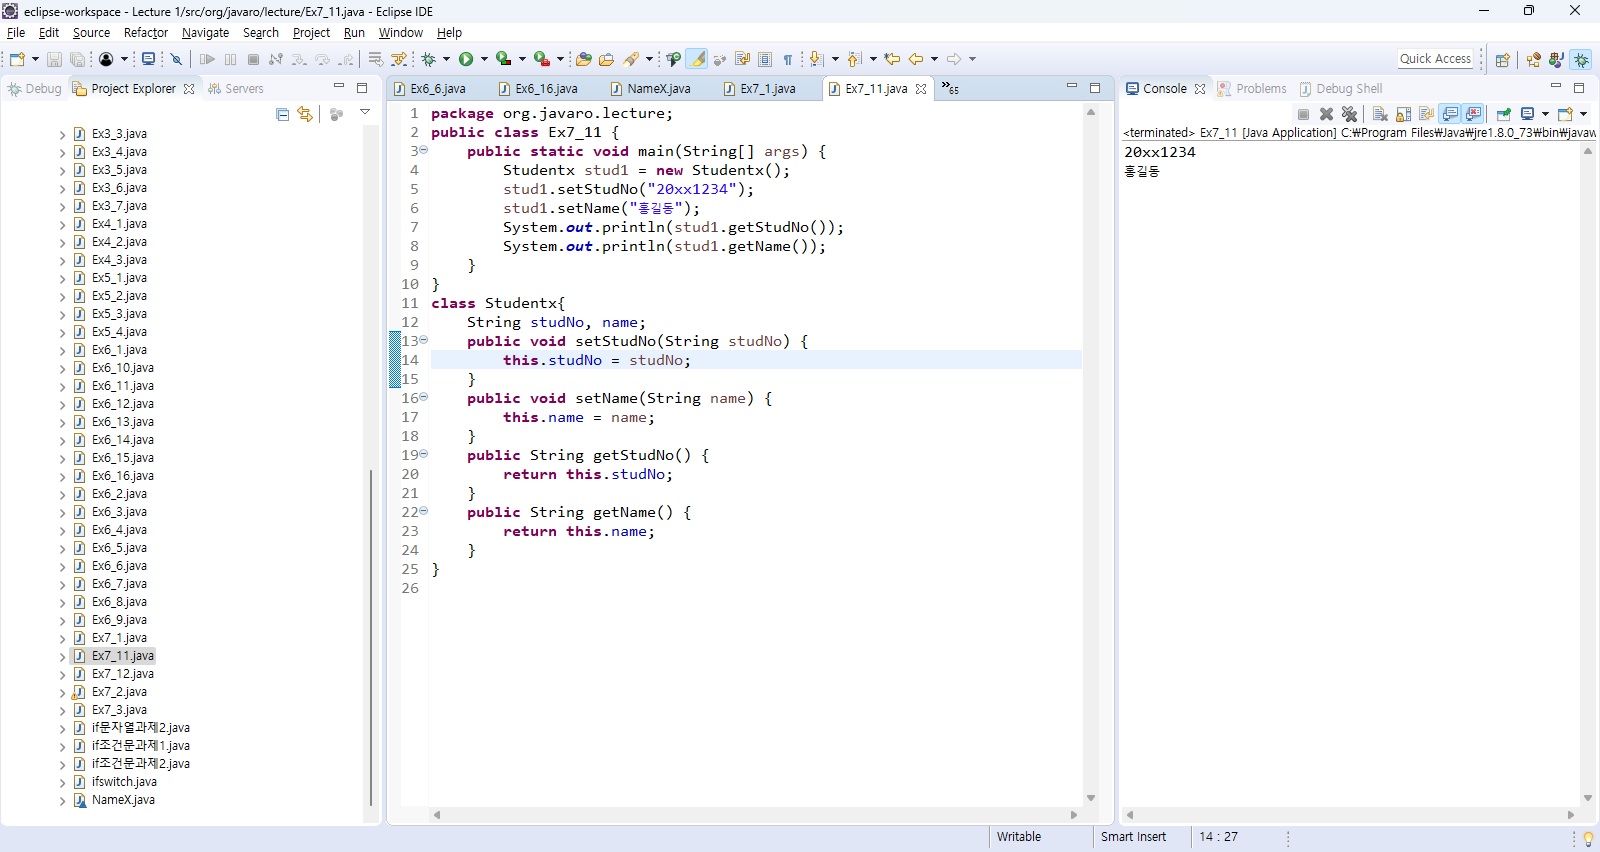 eclipse-workspace - Lecture 1/src/org/javaro/lecture/Ex7_11.java - Eclipse IDE
File Edit Source Refactor Navigate Search Project Run Window Help
Quick Access
Debug Project Explorer Servers
Ex3_3.java
Ex3_4.java
Ex3_5.java
Ex3_6.java
Ex3_7.java
Ex4_1.java
Ex4_2.java
Ex4_3.java
Ex5_1.java
Ex5_2.java
Ex5_3.java
Ex5_4.java
Ex6_1.java
Ex6_10.java
Ex6_11.java
Ex6_12.java
Ex6_13.java
Ex6_14.java
Ex6_15.java
Ex6_16.java
Ex6_2.java
Ex6_3.java
Ex6_4.java
Ex6_5.java
Ex6_6.java
Ex6_7.java
Ex6_8.java
Ex6_9.java
Ex7_1.java
Ex7_11.java
Ex7_12.java
Ex7_2.java
Ex7_3.java
if문자열과제2.java
if조건문과제1.java
if조건문과제2.java
ifswitch.java
NameX.java
Ex6_6.java Ex6_16.java NameX.java Ex7_1.java Ex7_11.java »65
1 package org.javaro.lecture;
2 public class Ex7_11 {
3 public static void main(String[] args) {
4 Studentx stud1 = new Studentx();
5 stud1.setStudNo("20xx1234");
6 stud1.setName("홍길동");
7 System.out.println(stud1.getStudNo());
8 System.out.println(stud1.getName());
9 }
10 }
11 class Studentx{
12 String studNo, name;
13 public void setStudNo(String studNo) {
14 this.studNo = studNo;
15 }
16 public void setName(String name) {
17 this.name = name;
18 }
19 public String getStudNo() {
20 return this.studNo;
21 }
22 public String getName() {
23 return this.name;
24 }
25 }
26
Console Problems Debug Shell
<terminated> Ex7_11 [Java Application] C:₩Program Files₩Java₩jre1.8.0_73₩bin₩javaw
20xx1234
홍길동
Writable Smart Insert 14 : 27